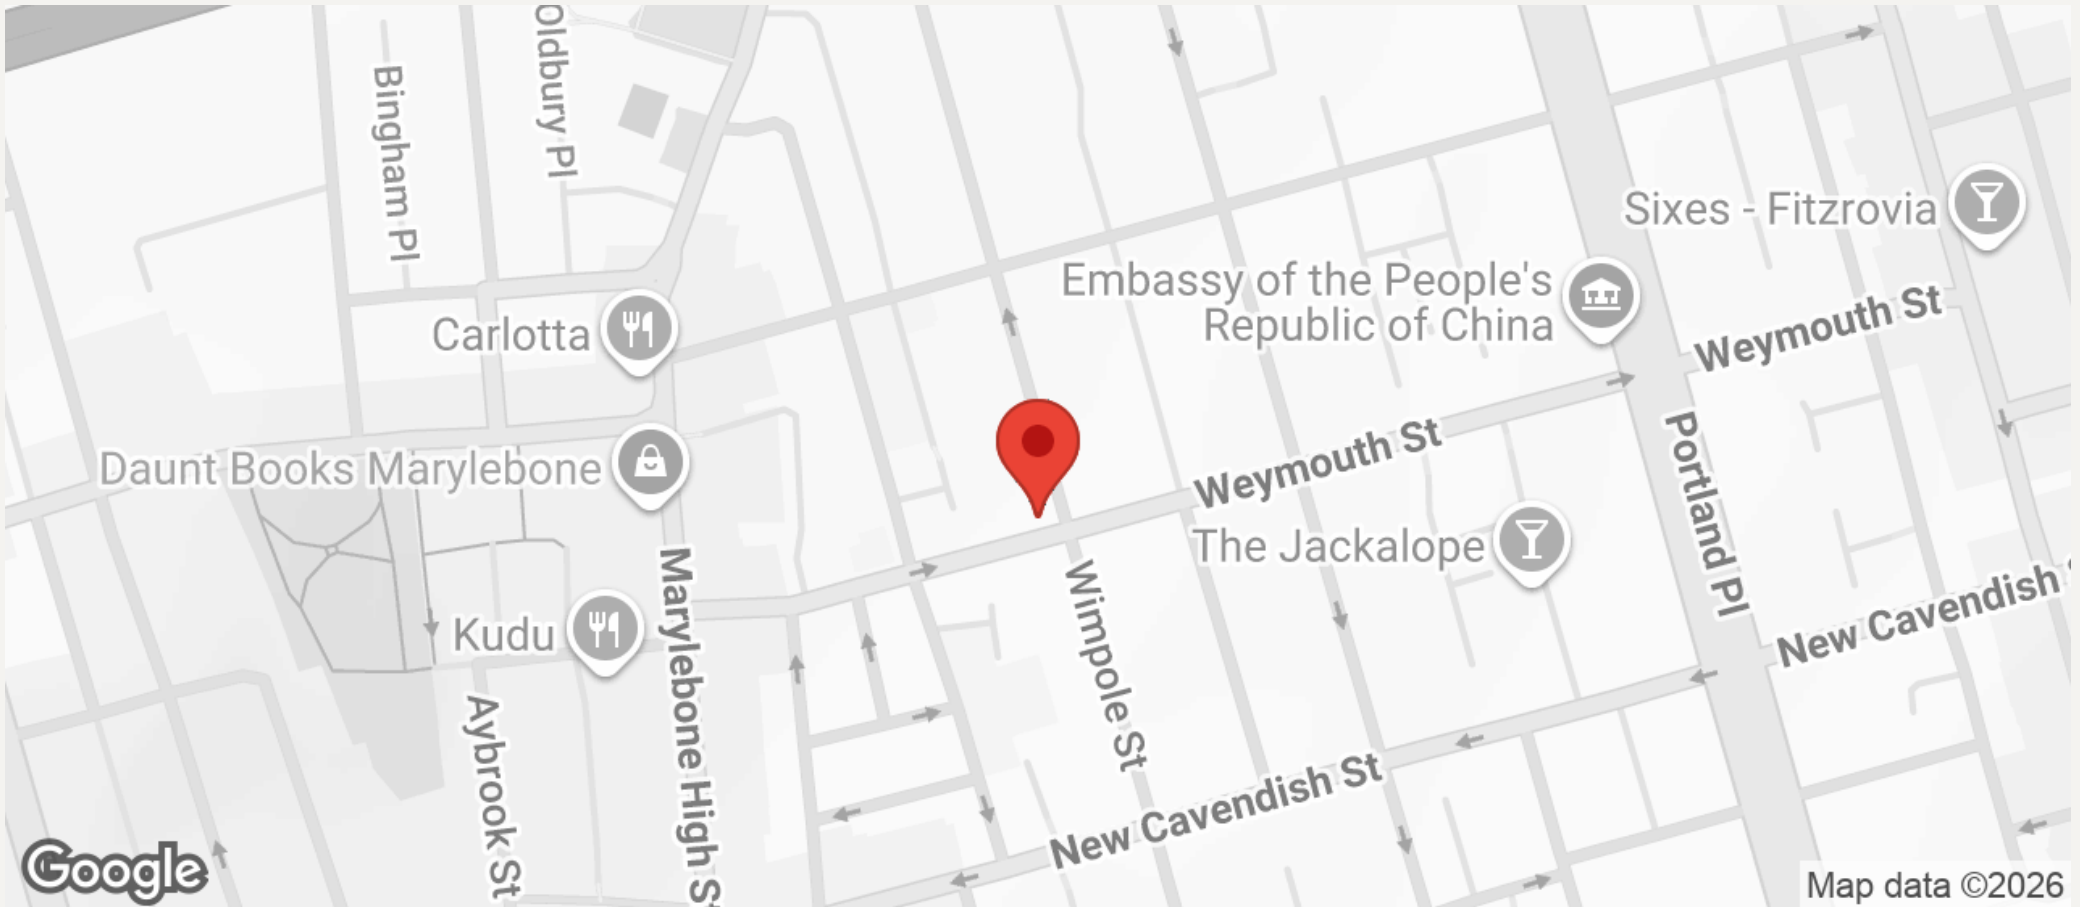 oldbury Pl
Bingham Pl
Sixes - Fitzrovia
Embassy of the People's
Republic of China
Weymouth St
Carlotta
Weymouth St
Portland Pl
Daunt Books Marylebone
The Jackalope
Marylebone High St
Wimpole St
Kudu
New Cavendish
Aybrook St
New Cavendish St
Google
Map data ©2026